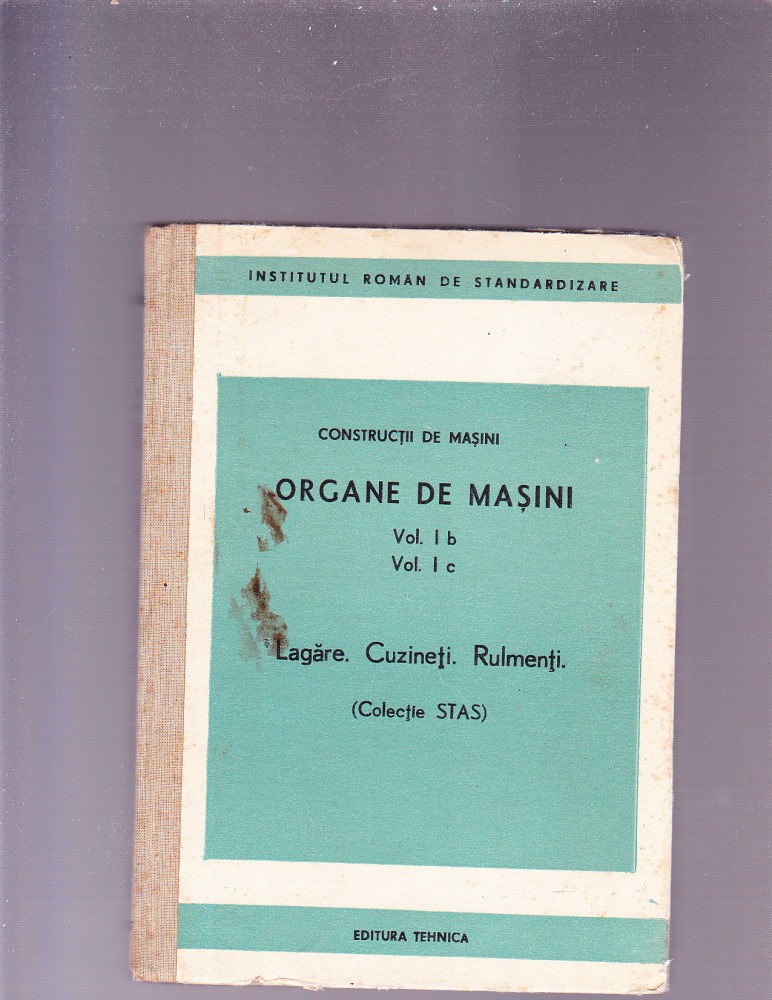 INSTITUTUL ROMÂN DE STANDARDIZARE
CONSTRUCŢII DE MAŞINI
ORGANE DE MAŞINI
Vol. I b
Vol. I c
Lagăre. Cuzineţi. Rulmenţi.
(Colecţie STAS)
EDITURA TEHNICA